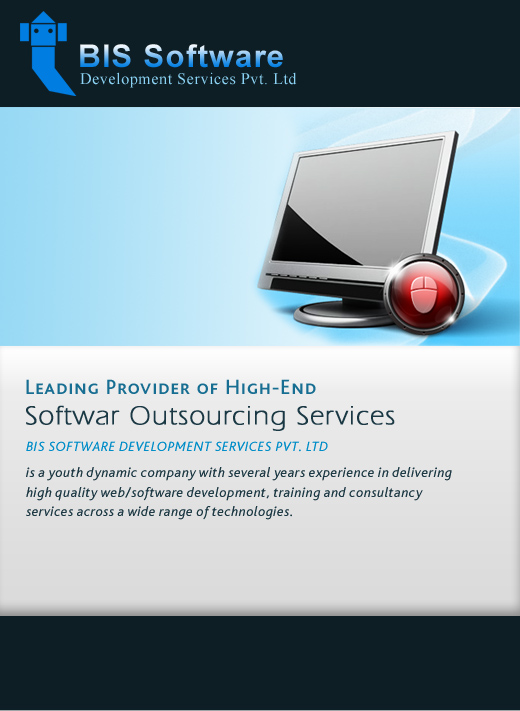 BIS Software
Development Services Pvt. Ltd
Leading Provider of High-End
Softwar Outsourcing Services
BIS SOFTWARE DEVELOPMENT SERVICES PVT. LTD
is a youth dynamic company with several years experience in delivering
high quality web/software development, training and consultancy
services across a wide range of technologies.